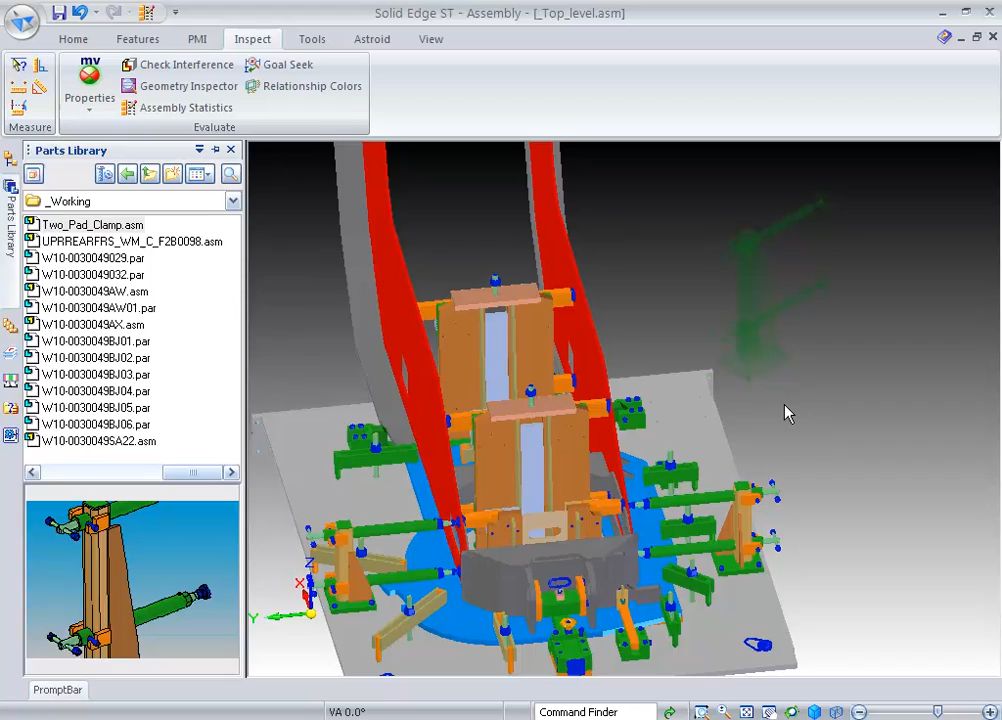 Solid Edge ST - Assembly - [_Top_level.asm]
Home Features PMI Inspect Tools Astroid View
mv
Properties
Check Interference
Geometry Inspector
Assembly Statistics
Goal Seek
Relationship Colors
Measure
Evaluate
Parts Library
Parts Library
_Working
Two_Pad_Clamp.asm
UPRREARFRS_WM_C_F2B0098.asm
W10-0030049029.par
W10-0030049032.par
W10-0030049AW.asm
W10-0030049AW01.par
W10-0030049AX.asm
W10-0030049BJ01.par
W10-0030049BJ02.par
W10-0030049BJ03.par
W10-0030049BJ04.par
W10-0030049BJ05.par
W10-0030049BJ06.par
W10-0030049SA22.asm
Z
X
Y
PromptBar
VA 0.0°
Command Finder